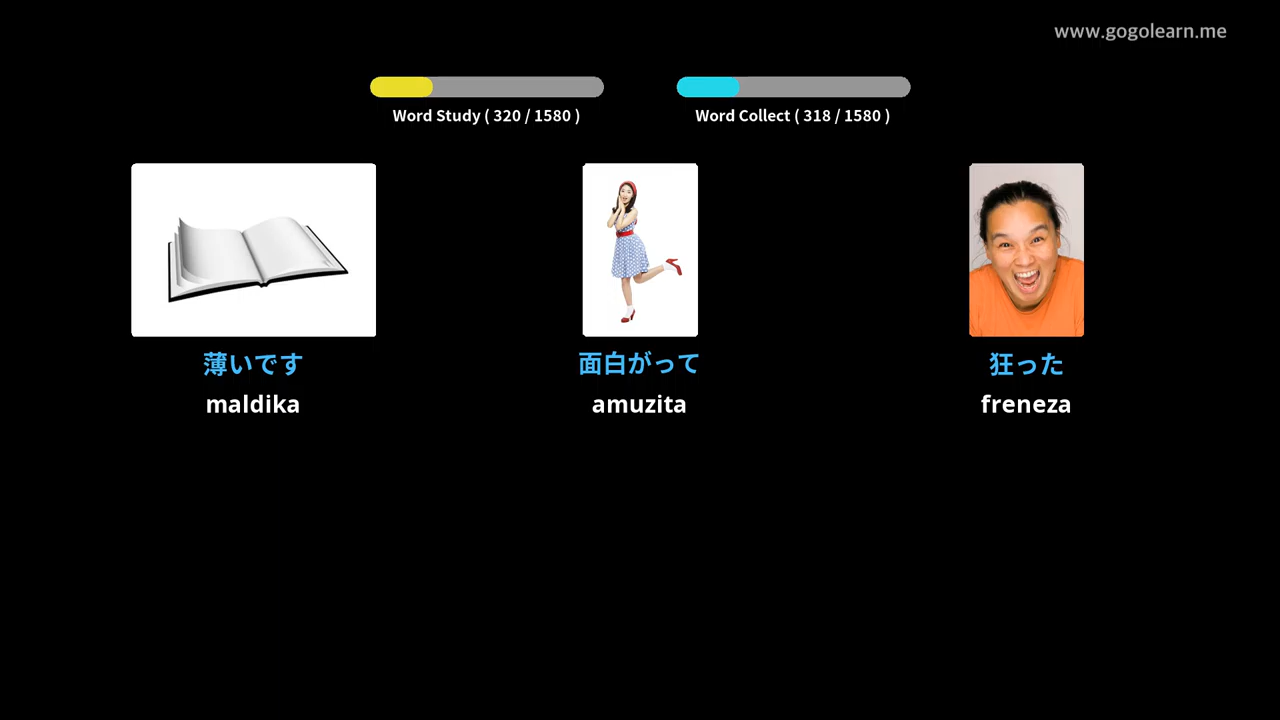 www.gogolearn.me
Word Study ( 320 / 1580 )
Word Collect ( 318 / 1580 )
薄いです
面白がって
狂った
maldika
amuzita
freneza